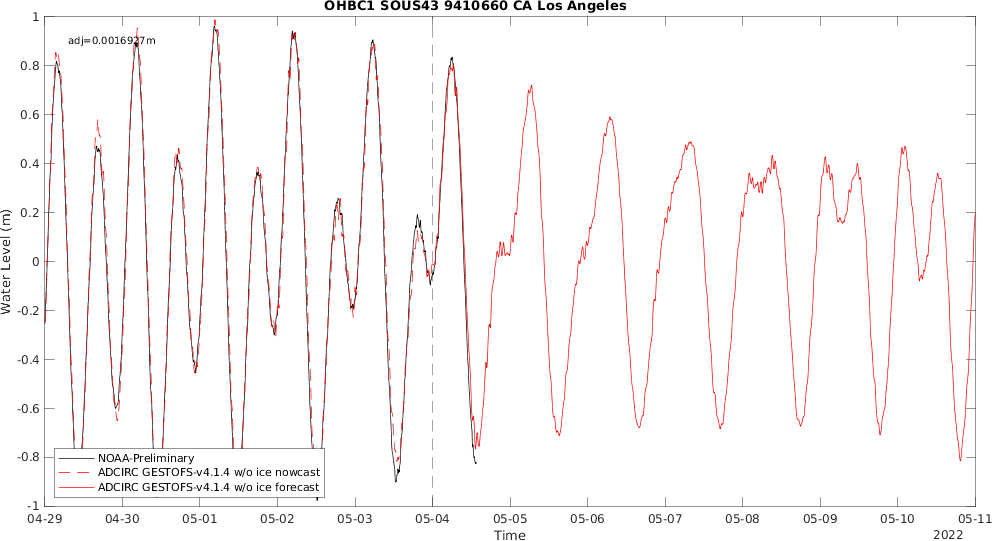 OHBC1 SOUS43 9410660 CA Los Angeles
adj=0.0016927m
Water Level (m)
1
0.8
0.6
0.4
0.2
0
-0.2
-0.4
-0.6
-0.8
-1
NOAA-Preliminary
ADCIRC GESTOFS-v4.1.4 w/o ice nowcast
ADCIRC GESTOFS-v4.1.4 w/o ice forecast
04-29 04-30 05-01 05-02 05-03 05-04 05-05 05-06 05-07 05-08 05-09 05-10 05-11
Time
2022